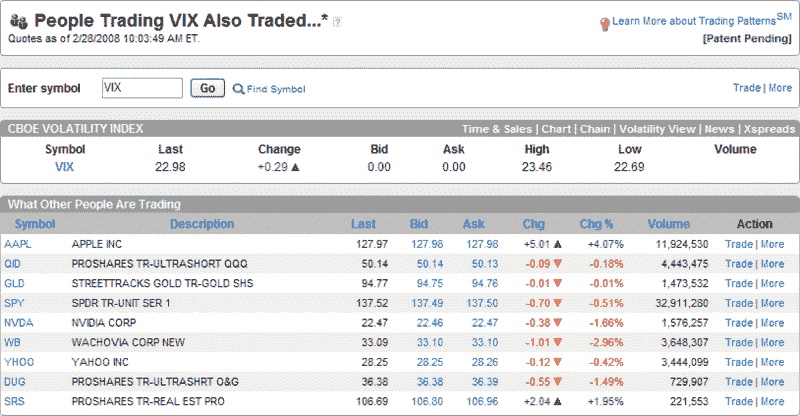 People Trading VIX Also Traded...*
Quotes as of 2/28/2008 10:03:49 AM ET.
Learn More about Trading Patterns SM
[Patent Pending]
Enter symbol VIX Go Find Symbol Trade | More
CBOE VOLATILITY INDEX Time & Sales | Chart | Chain | Volatility View | News | Xspreads
Symbol Last Change Bid Ask High Low Volume
VIX 22.98 +0.29 ▲ 0.00 0.00 23.46 22.69
What Other People Are Trading
Symbol Description Last Bid Ask Chg Chg % Volume Action
AAPL APPLE INC 127.97 127.98 127.98 +5.01 ▲ +4.07% 11,924,530 Trade | More
QID PROSHARES TR-ULTRASHORT QQQ 50.14 50.14 50.13 -0.09 ▼ -0.18% 4,443,475 Trade | More
GLD STREETTRACKS GOLD TR-GOLD SHS 94.77 94.75 94.76 -0.01 ▼ -0.01% 1,473,532 Trade | More
SPY SPDR TR-UNIT SER 1 137.52 137.49 137.50 -0.70 ▼ -0.51% 32,911,280 Trade | More
NVDA NVIDIA CORP 22.47 22.46 22.47 -0.38 ▼ -1.66% 1,576,257 Trade | More
WB WACHOVIA CORP NEW 33.09 33.10 33.10 -1.01 ▼ -2.96% 3,648,307 Trade | More
YHOO YAHOO INC 28.25 28.25 28.26 -0.12 ▼ -0.42% 3,444,099 Trade | More
DUG PROSHARES TR-ULTRASHRT O&G 36.38 36.38 36.39 -0.55 ▼ -1.49% 729,907 Trade | More
SRS PROSHARES TR-REAL EST PRO 106.69 106.80 106.96 +2.04 ▲ +1.95% 221,553 Trade | More